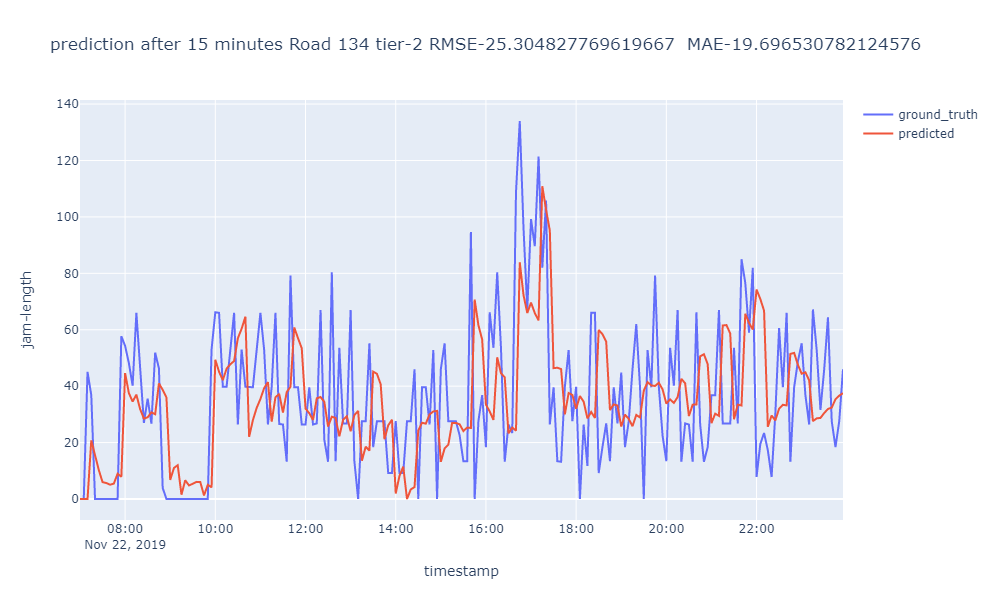 prediction after 15 minutes Road 134 tier-2 RMSE-25.304827769619667  MAE-19.696530782124576
ground_truth
predicted
jam-length
140
120
100
80
60
40
20
0
08:00 10:00 12:00 14:00 16:00 18:00 20:00 22:00
Nov 22, 2019
timestamp